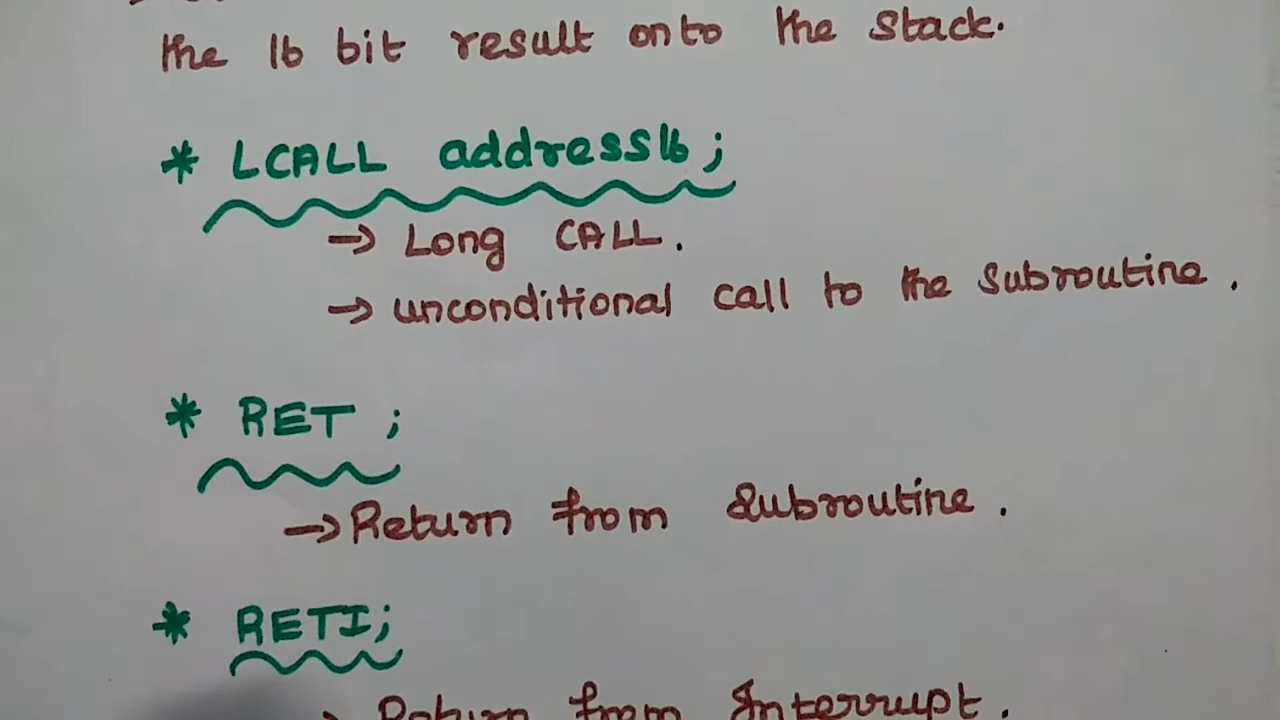 the 16 bit result onto the stack.
* LCALL address16 ;
→ Long CALL.
→ unconditional call to the subroutine.
* RET ;
→ Return from Subroutine.
* RETI;
→ Return from Interrupt.